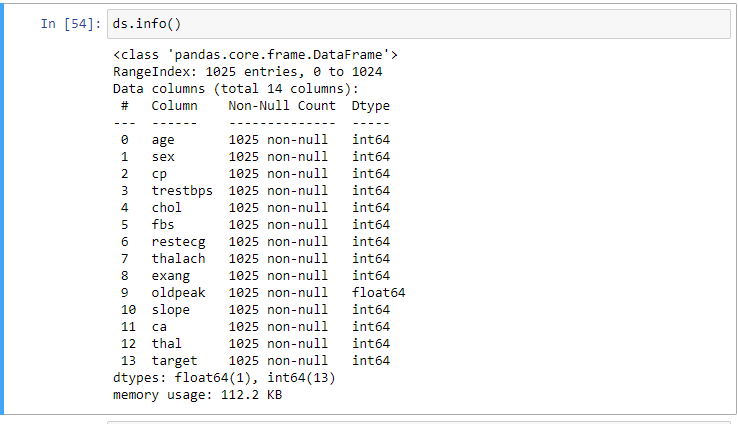 In [54]: ds.info()
<class 'pandas.core.frame.DataFrame'>
RangeIndex: 1025 entries, 0 to 1024
Data columns (total 14 columns):
 #   Column    Non-Null Count  Dtype
---  ------    --------------  -----
 0   age       1025 non-null   int64
 1   sex       1025 non-null   int64
 2   cp        1025 non-null   int64
 3   trestbps  1025 non-null   int64
 4   chol      1025 non-null   int64
 5   fbs       1025 non-null   int64
 6   restecg   1025 non-null   int64
 7   thalach   1025 non-null   int64
 8   exang     1025 non-null   int64
 9   oldpeak   1025 non-null   float64
 10  slope     1025 non-null   int64
 11  ca        1025 non-null   int64
 12  thal      1025 non-null   int64
 13  target    1025 non-null   int64
dtypes: float64(1), int64(13)
memory usage: 112.2 KB